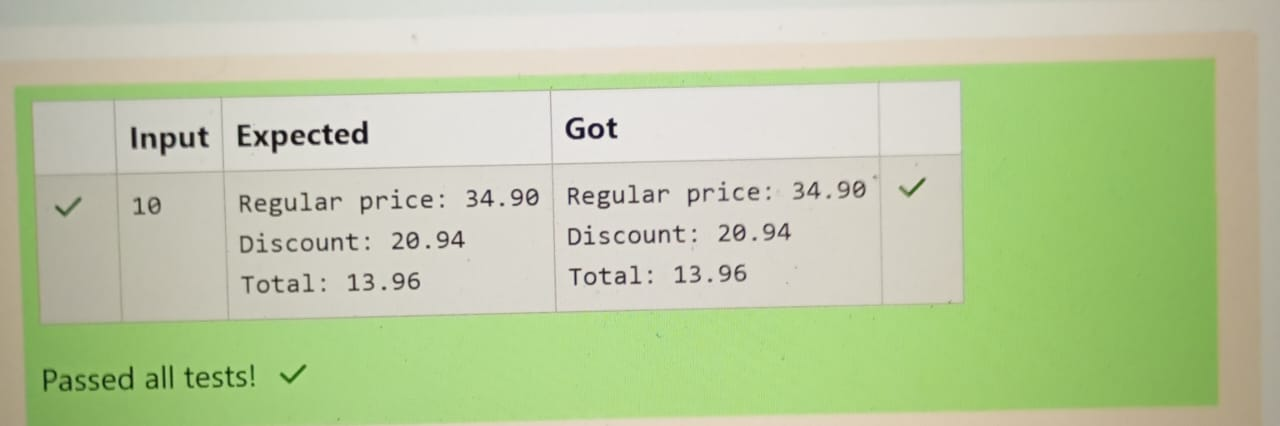 Input Expected Got
10 Regular price: 34.90 Regular price: 34.90
Discount: 20.94 Discount: 20.94
Total: 13.96 Total: 13.96
Passed all tests!